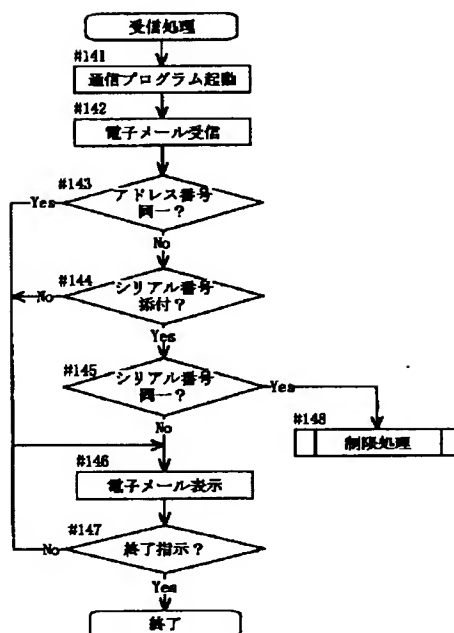 受信処理
#141
通信プログラム起動
#142
電子メール受信
#143
アドレス番号
同一?
Yes
No
#144
シリアル番号
添付?
No
Yes
#145
シリアル番号
同一?
Yes
No
#148
制限処理
#146
電子メール表示
#147
終了指示?
No
Yes
終了